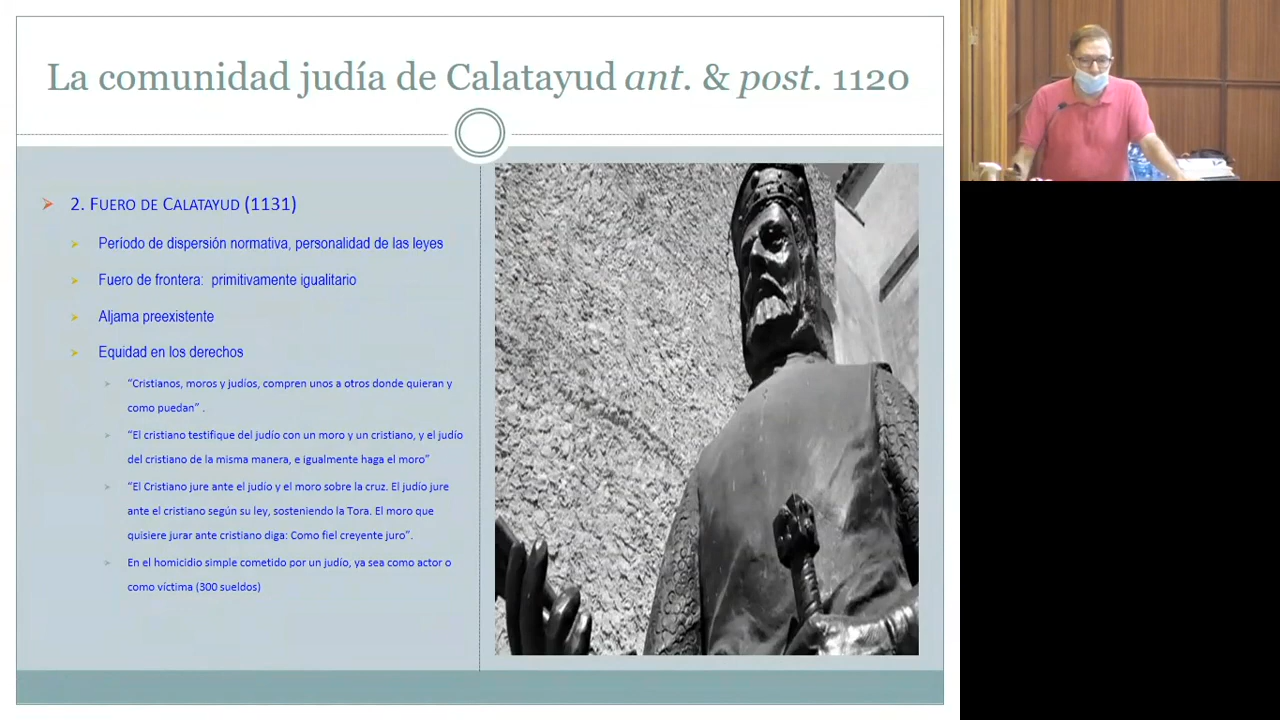 La comunidad judía de Calatayud ant. & post. 1120
2. Fuero de Calatayud (1131)
Período de dispersión normativa, personalidad de las leyes
Fuero de frontera: primitivamente igualitario
Aljama preexistente
Equidad en los derechos
“Cristianos, moros y judíos, compren unos a otros donde quieran y
como puedan” .
“El cristiano testifique del judío con un moro y un cristiano, y el judío
del cristiano de la misma manera, e igualmente haga el moro”
“El Cristiano jure ante el judío y el moro sobre la cruz. El judío jure
ante el cristiano según su ley, sosteniendo la Tora. El moro que
quisiere jurar ante cristiano diga: Como fiel creyente juro”.
En el homicidio simple cometido por un judío, ya sea como actor o
como víctima (300 sueldos)